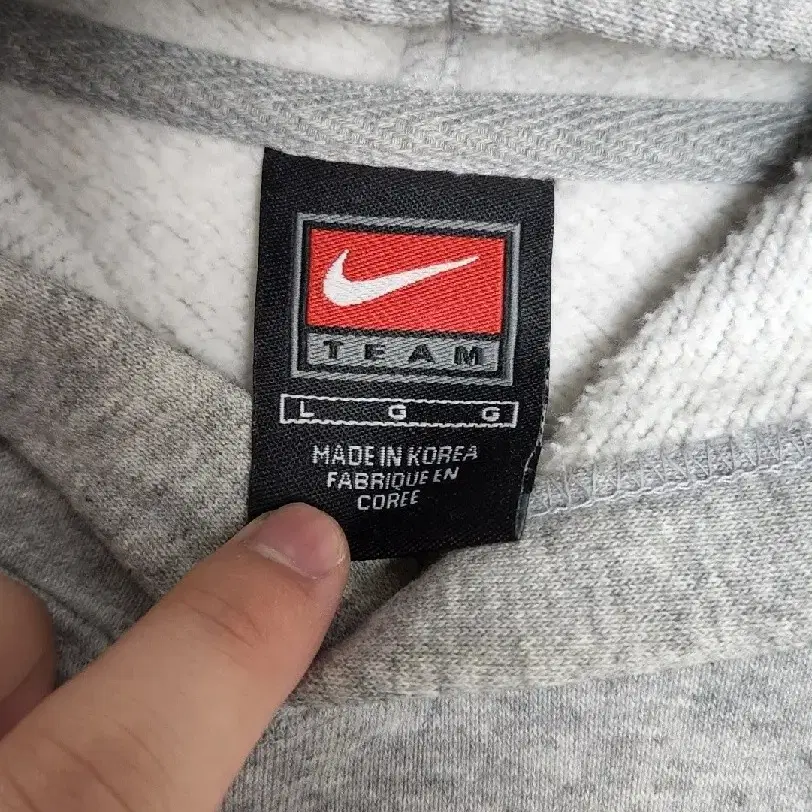 TEAM
L G G
MADE IN KOREA
FABRIQUE EN
COREE